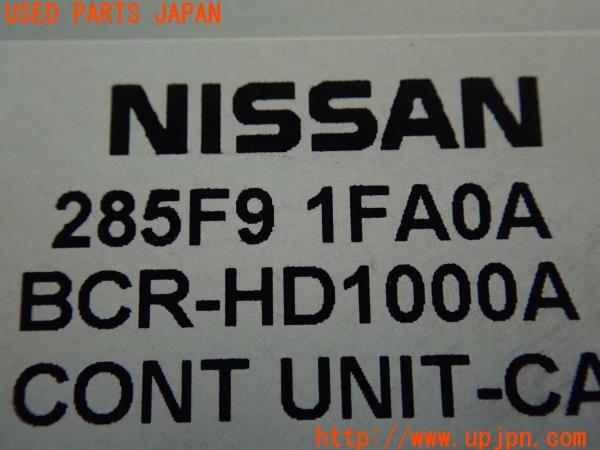 USED PARTS JAPAN
NISSAN
285F9 1FA0A
BCR-HD1000A
CONT UNIT-CA
http://www.upjpn.com/